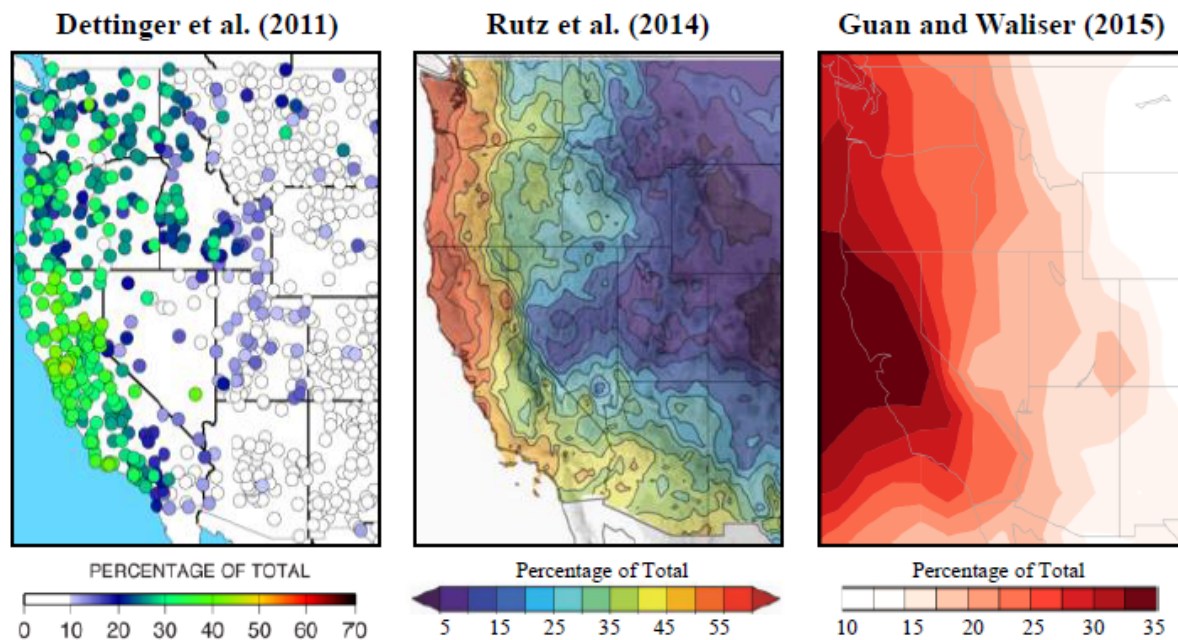 Dettinger et al. (2011)
Rutz et al. (2014)
Guan and Waliser (2015)
PERCENTAGE OF TOTAL
0 10 20 30 40 50 60 70
Percentage of Total
5 15 25 35 45 55
Percentage of Total
10 15 20 25 30 35